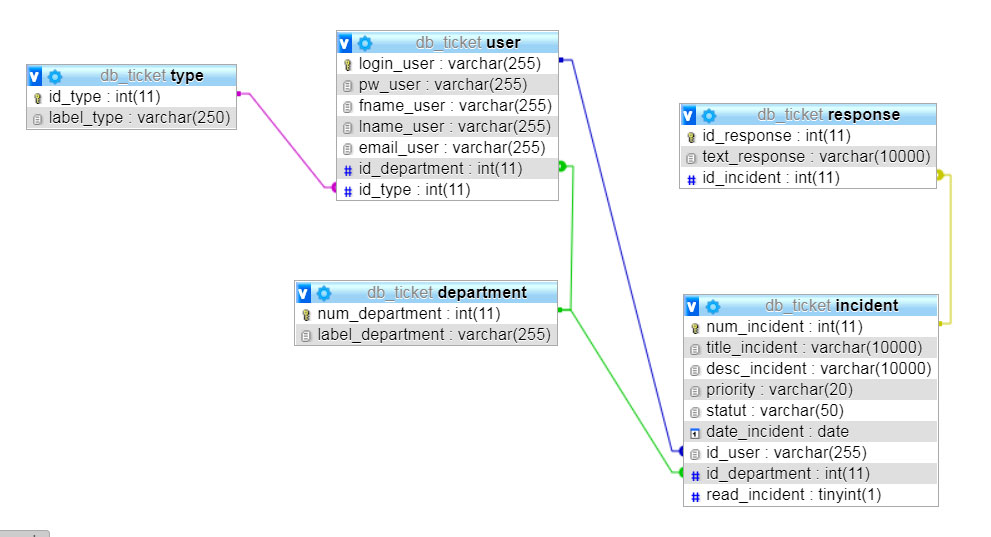 db_ticket type
id_type : int(11)
label_type : varchar(250)
db_ticket user
login_user : varchar(255)
pw_user : varchar(255)
fname_user : varchar(255)
lname_user : varchar(255)
email_user : varchar(255)
id_department : int(11)
id_type : int(11)
db_ticket response
id_response : int(11)
text_response : varchar(10000)
id_incident : int(11)
db_ticket department
num_department : int(11)
label_department : varchar(255)
db_ticket incident
num_incident : int(11)
title_incident : varchar(10000)
desc_incident : varchar(10000)
priority : varchar(20)
statut : varchar(50)
date_incident : date
id_user : varchar(255)
id_department : int(11)
read_incident : tinyint(1)